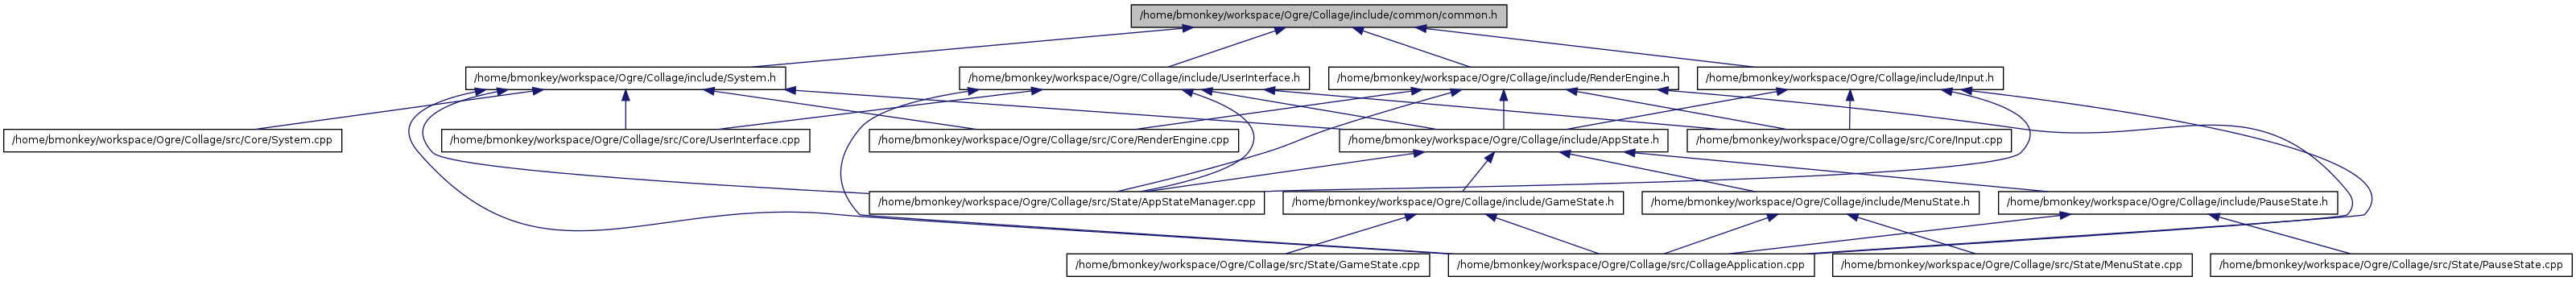 /home/bmonkey/workspace/Ogre/Collage/include/common/common.h
/home/bmonkey/workspace/Ogre/Collage/include/System.h
/home/bmonkey/workspace/Ogre/Collage/include/UserInterface.h
/home/bmonkey/workspace/Ogre/Collage/include/RenderEngine.h
/home/bmonkey/workspace/Ogre/Collage/include/Input.h
/home/bmonkey/workspace/Ogre/Collage/src/Core/System.cpp
/home/bmonkey/workspace/Ogre/Collage/src/Core/UserInterface.cpp
/home/bmonkey/workspace/Ogre/Collage/src/Core/RenderEngine.cpp
/home/bmonkey/workspace/Ogre/Collage/include/AppState.h
/home/bmonkey/workspace/Ogre/Collage/src/Core/Input.cpp
/home/bmonkey/workspace/Ogre/Collage/src/State/AppStateManager.cpp
/home/bmonkey/workspace/Ogre/Collage/include/GameState.h
/home/bmonkey/workspace/Ogre/Collage/include/MenuState.h
/home/bmonkey/workspace/Ogre/Collage/include/PauseState.h
/home/bmonkey/workspace/Ogre/Collage/src/State/GameState.cpp
/home/bmonkey/workspace/Ogre/Collage/src/CollageApplication.cpp
/home/bmonkey/workspace/Ogre/Collage/src/State/MenuState.cpp
/home/bmonkey/workspace/Ogre/Collage/src/State/PauseState.cpp